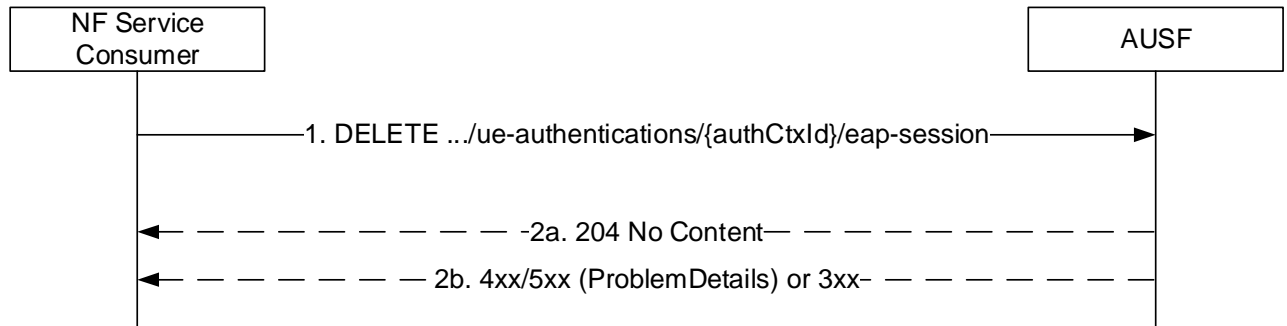 NF Service
Consumer
AUSF
1. DELETE .../ue-authentications/{authCtxId}/eap-session
2a. 204 No Content
2b. 4xx/5xx (ProblemDetails) or 3xx